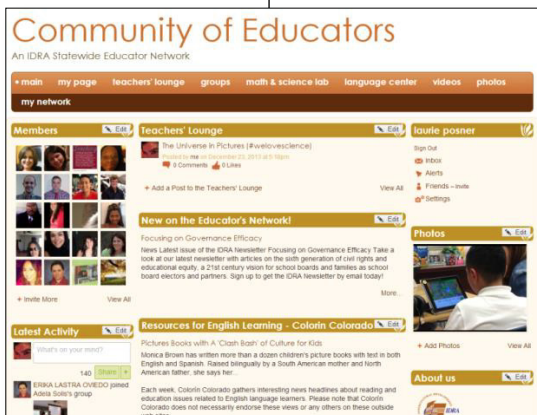 Community of Educators
An IDRA Statewide Educator Network
main my page teachers' lounge groups math & science lab language center videos photos
my network
Members Edit
+ Invite More View All
Latest Activity Edit
What's on your mind?
140 Share
ERIKA LASTRA OVIEDO joined
Adela Solis's group
Teachers' Lounge Edit
The Universe in Pictures (#welovescience)
Posted by me on December 23, 2013 at 5:16pm
0 Comments 0 Likes
+ Add a Post to the Teachers' Lounge View All
New on the Educator's Network! Edit
Focusing on Governance Efficacy
News Latest issue of the IDRA Newsletter Focusing on Governance Efficacy Take a
look at our latest newsletter with articles on the sixth generation of civil rights and
educational equity, a 21st century vision for school boards and families as school
board electors and partners. Sign up to get the IDRA Newsletter by email today!
More...
Resources for English Learning - Colorin Colorado Edit
Pictures Books with A 'Clash Bash' of Culture for Kids
Monica Brown has written more than a dozen children's picture books with text in both
English and Spanish. Raised bilingually by a South American mother and North
American father, she says her...
Each week, Colorín Colorado gathers interesting news headlines about reading and
education issues related to English language learners. Please note that Colorín
Colorado does not necessarily endorse these views or any others on these outside
laurie posner
Sign Out
Inbox
Alerts
Friends – Invite
Settings
Photos Edit
+ Add Photos View All
About us Edit
IDRA